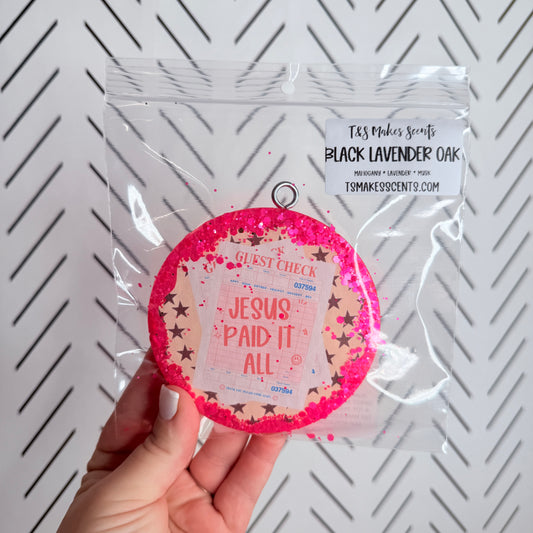 T&S Makes Scents
BLACK LAVENDER OAK
MAHOGANY • LAVENDER • MUSK
TSMAKESSCENTS.COM
GUEST CHECK
037594
JESUS
PAID IT
ALL
037594